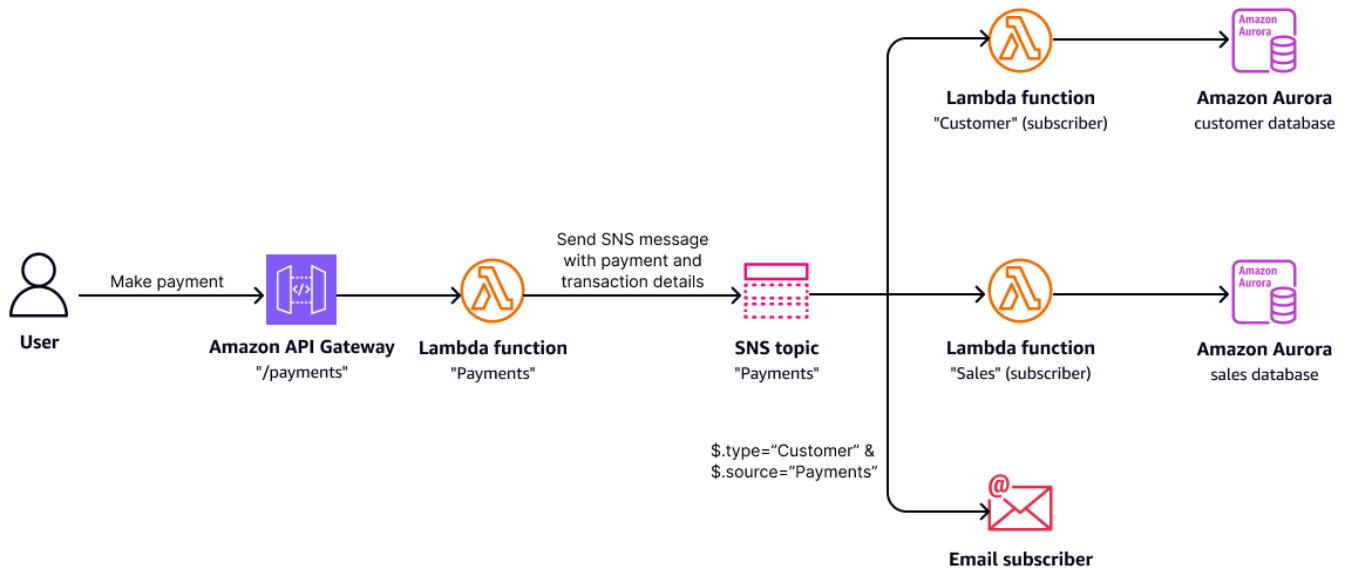 Amazon
Aurora
Lambda function
"Customer" (subscriber)
Amazon Aurora
customer database
Make payment
</>
Send SNS message
with payment and
transaction details
Amazon
Aurora
User
Amazon API Gateway
"/payments"
Lambda function
"Payments"
SNS topic
"Payments"
Lambda function
"Sales" (subscriber)
Amazon Aurora
sales database
$.type=”Customer” &
$.source=”Payments”
@
Email subscriber